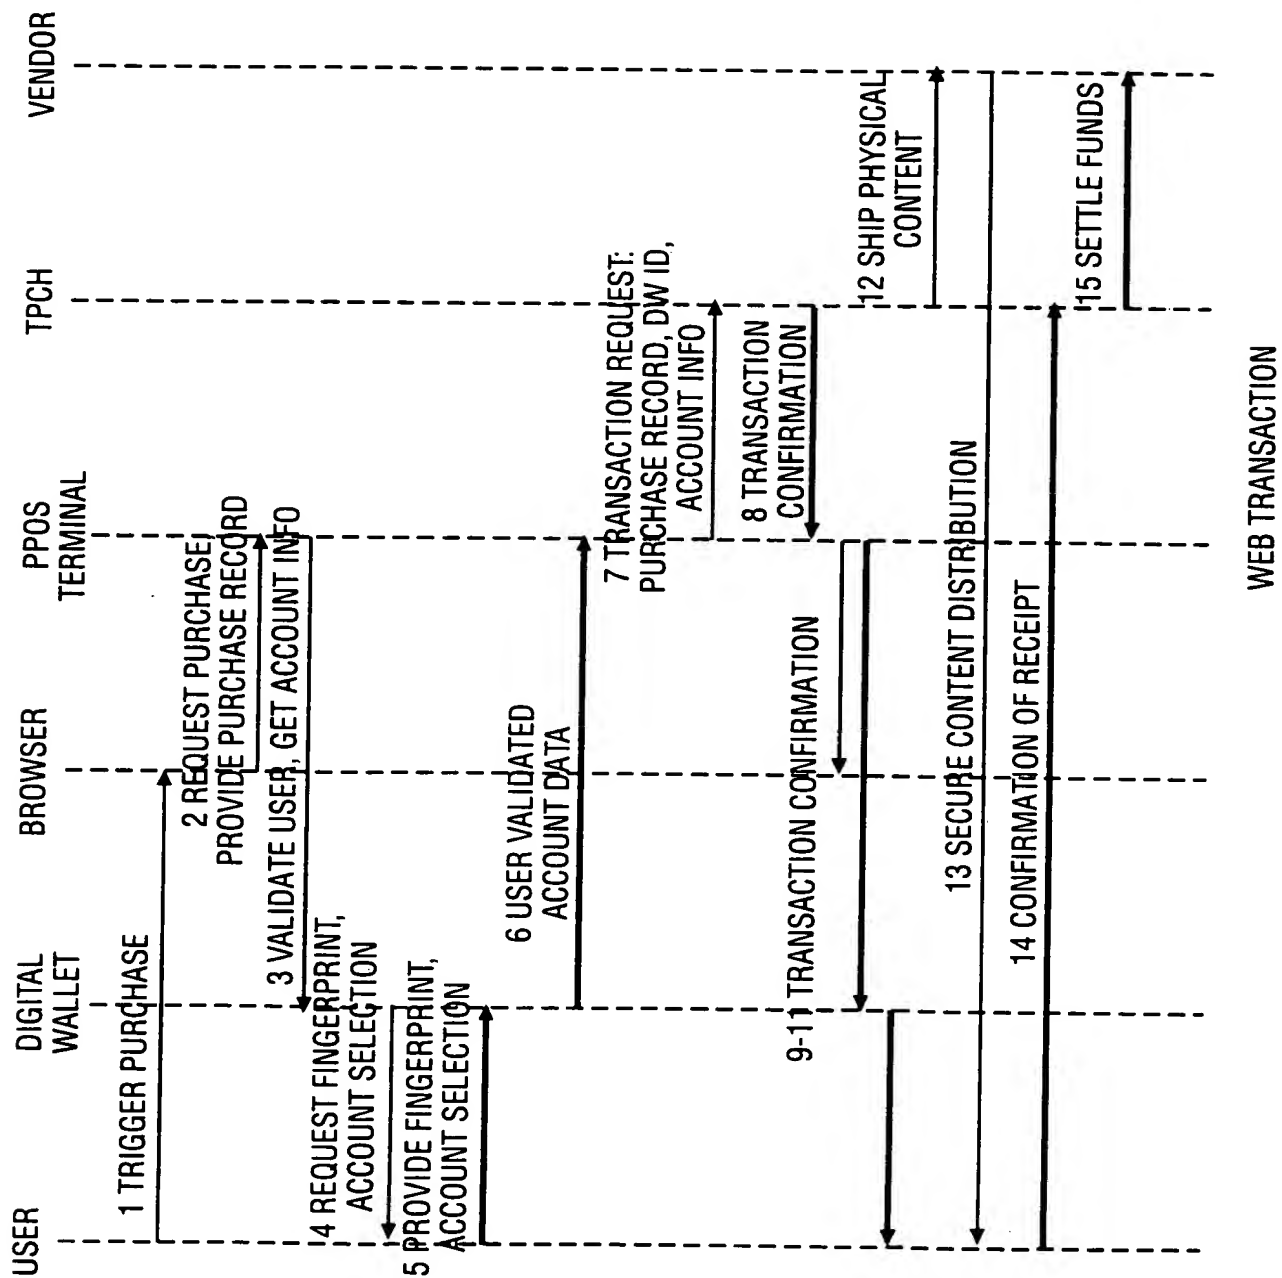 USER
DIGITAL
WALLET
BROWSER
PPOS
TERMINAL
TPCH
VENDOR
1 TRIGGER PURCHASE
2 REQUEST PURCHASE,
PROVIDE PURCHASE RECORD
3 VALIDATE USER, GET ACCOUNT INFO
4 REQUEST FINGERPRINT,
ACCOUNT SELECTION
5 PROVIDE FINGERPRINT,
ACCOUNT SELECTION
6 USER VALIDATED
ACCOUNT DATA
7 TRANSACTION REQUEST:
PURCHASE RECORD, DW ID,
ACCOUNT INFO
8 TRANSACTION
CONFIRMATION
9-11 TRANSACTION CONFIRMATION
12 SHIP PHYSICAL
CONTENT
13 SECURE CONTENT DISTRIBUTION
14 CONFIRMATION OF RECEIPT
15 SETTLE FUNDS
WEB TRANSACTION